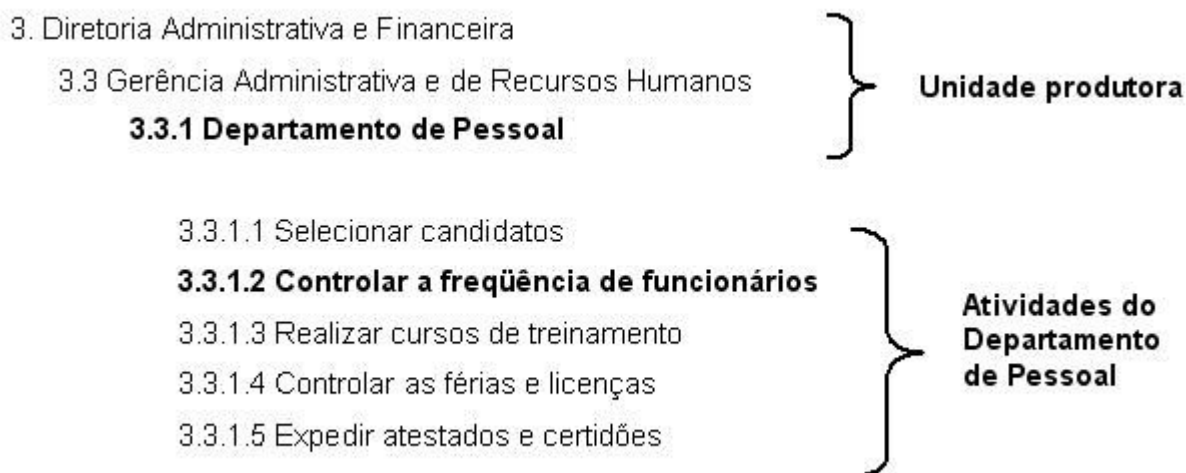 3. Diretoria Administrativa e Financeira
3.3 Gerência Administrativa e de Recursos Humanos
3.3.1 Departamento de Pessoal
Unidade produtora
3.3.1.1 Selecionar candidatos
3.3.1.2 Controlar a freqüência de funcionários
3.3.1.3 Realizar cursos de treinamento
3.3.1.4 Controlar as férias e licenças
3.3.1.5 Expedir atestados e certidões
Atividades do
Departamento
de Pessoal